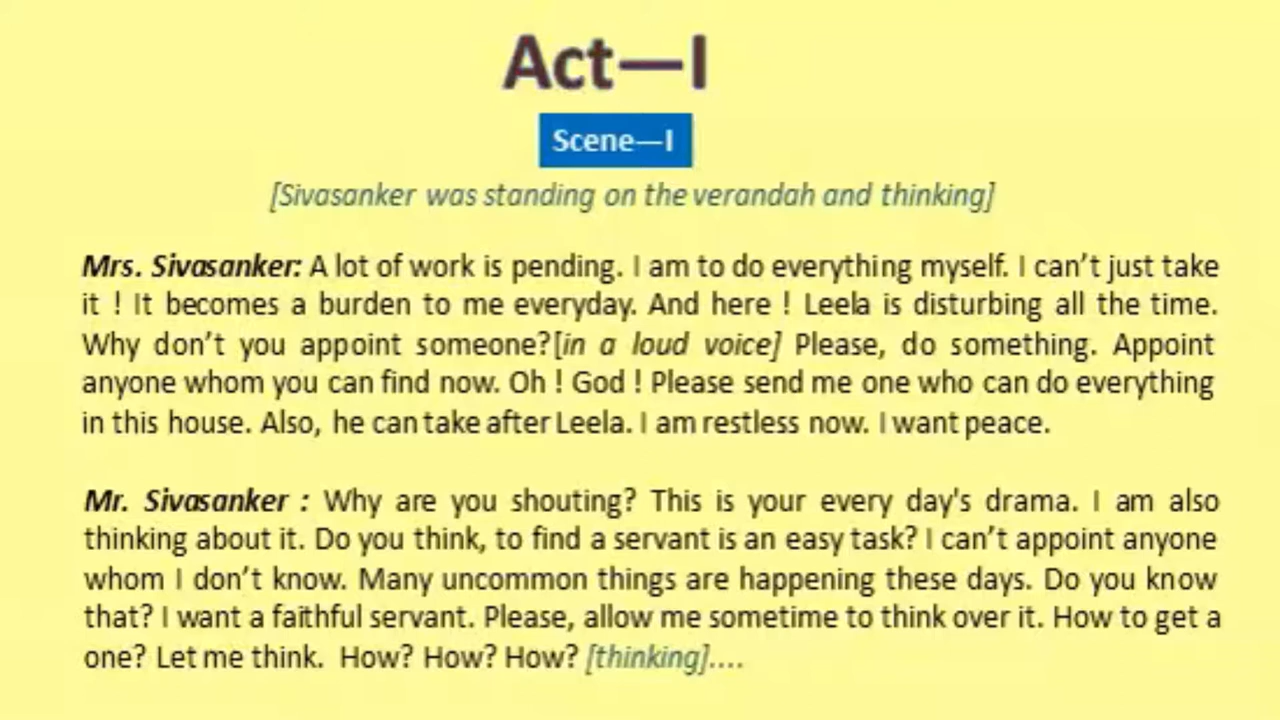 Act—I
Scene—I
[Sivasanker was standing on the verandah and thinking]
Mrs. Sivasanker: A lot of work is pending. I am to do everything myself. I can't just take
it ! It becomes a burden to me everyday. And here ! Leela is disturbing all the time.
Why don't you appoint someone?[in a loud voice] Please, do something. Appoint
anyone whom you can find now. Oh ! God ! Please send me one who can do everything
in this house. Also, he can take after Leela. I am restless now. I want peace.
Mr. Sivasanker : Why are you shouting? This is your every day's drama. I am also
thinking about it. Do you think, to find a servant is an easy task? I can't appoint anyone
whom I don't know. Many uncommon things are happening these days. Do you know
that? I want a faithful servant. Please, allow me sometime to think over it. How to get a
one? Let me think. How? How? How? [thinking]....